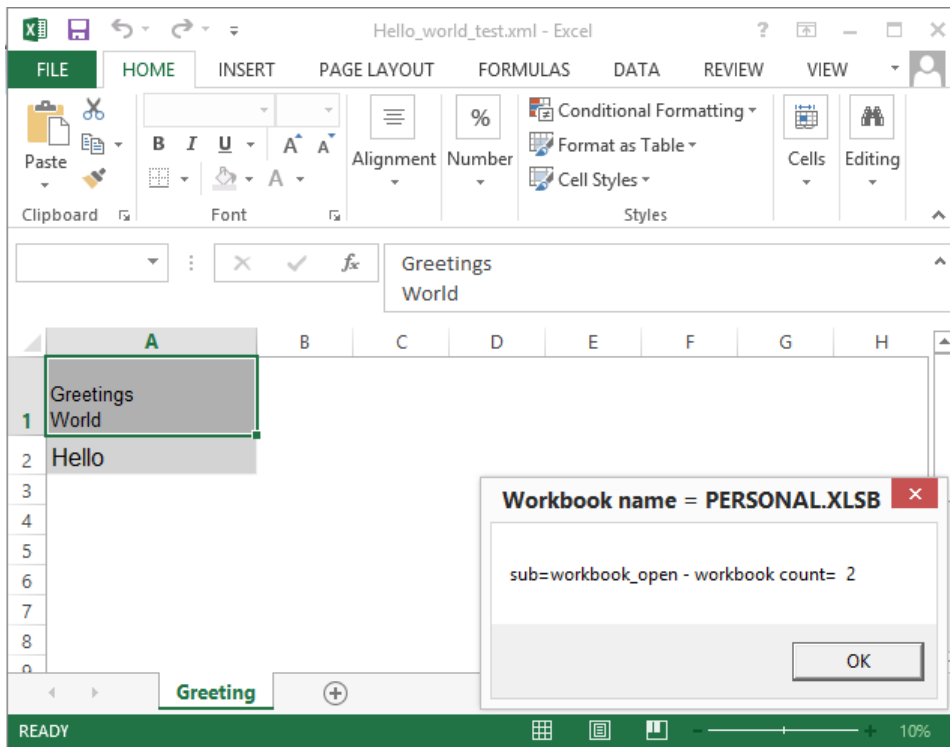 Hello_world_test.xml - Excel ?
FILE HOME INSERT PAGE LAYOUT FORMULAS DATA REVIEW VIEW
Paste
B I U A A
A
Alignment
%
Number
Conditional Formatting
Format as Table
Cell Styles
Cells
Editing
Clipboard Font Styles
fx
Greetings
World
A B C D E F G H
Greetings
1 World
2 Hello
3
4
5
6
7
8
9
Workbook name = PERSONAL.XLSB
sub=workbook_open - workbook count= 2
OK
Greeting
READY 10%